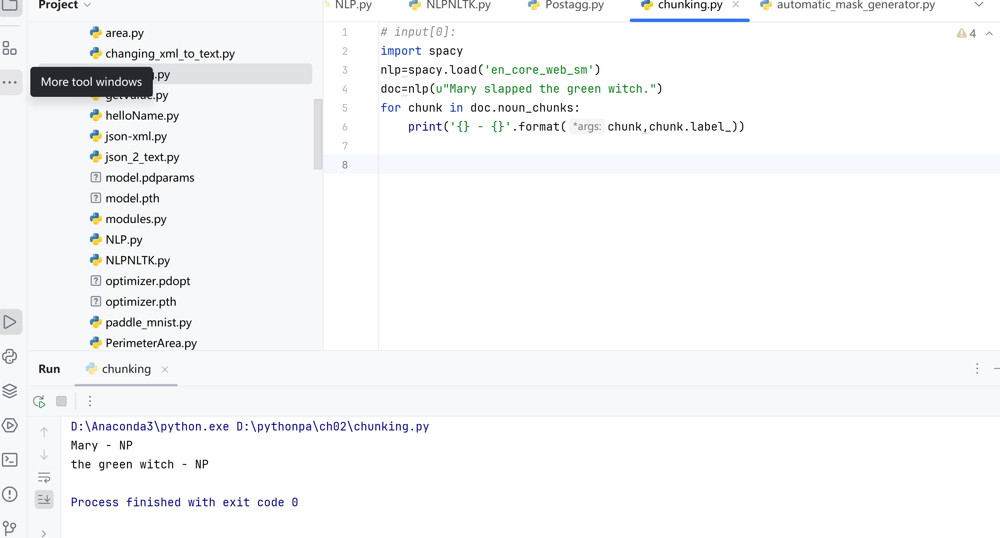 Project
NLP.py
NLPNLTK.py
Postagg.py
chunking.py
automatic_mask_generator.py
area.py
changing_xml_to_text.py
More tool windows
.py
helloName.py
json-xml.py
json_2_text.py
model.pdparams
model.pth
modules.py
NLP.py
NLPNLTK.py
optimizer.pdopt
optimizer.pth
paddle_mnist.py
PerimeterArea.py
4
1 # input[0]:
2 import spacy
3 nlp=spacy.load('en_core_web_sm')
4 doc=nlp(u"Mary slapped the green witch.")
5 for chunk in doc.noun_chunks:
6 print('{} - {}'.format( *args: chunk,chunk.label_))
7
8
Run
chunking
D:\Anaconda3\python.exe D:\pythonpa\ch02\chunking.py
Mary - NP
the green witch - NP
Process finished with exit code 0